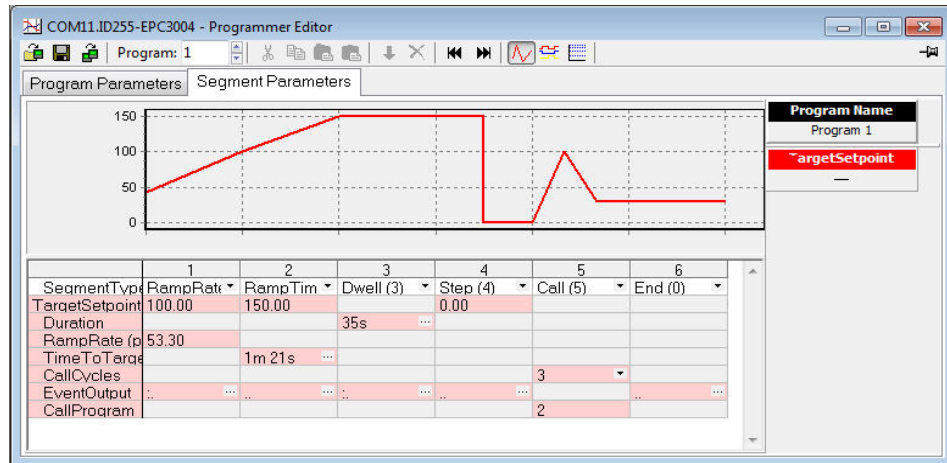 COM11.ID255-EPC3004 - Programmer Editor
Program: 1
Program Parameters Segment Parameters
150
100
50
0
Program Name
Program 1
TargetSetpoint
—
1 2 3 4 5 6
SegmentType RampRate RampTim Dwell (3) Step (4) Call (5) End (0)
TargetSetpoint 100.00 150.00 0.00
Duration 35s ...
RampRate (p 53.30
TimeToTarge 1m 21s ...
CallCycles 3
EventOutput :. ... .. ... :. ... .. ... .. ...
CallProgram 2